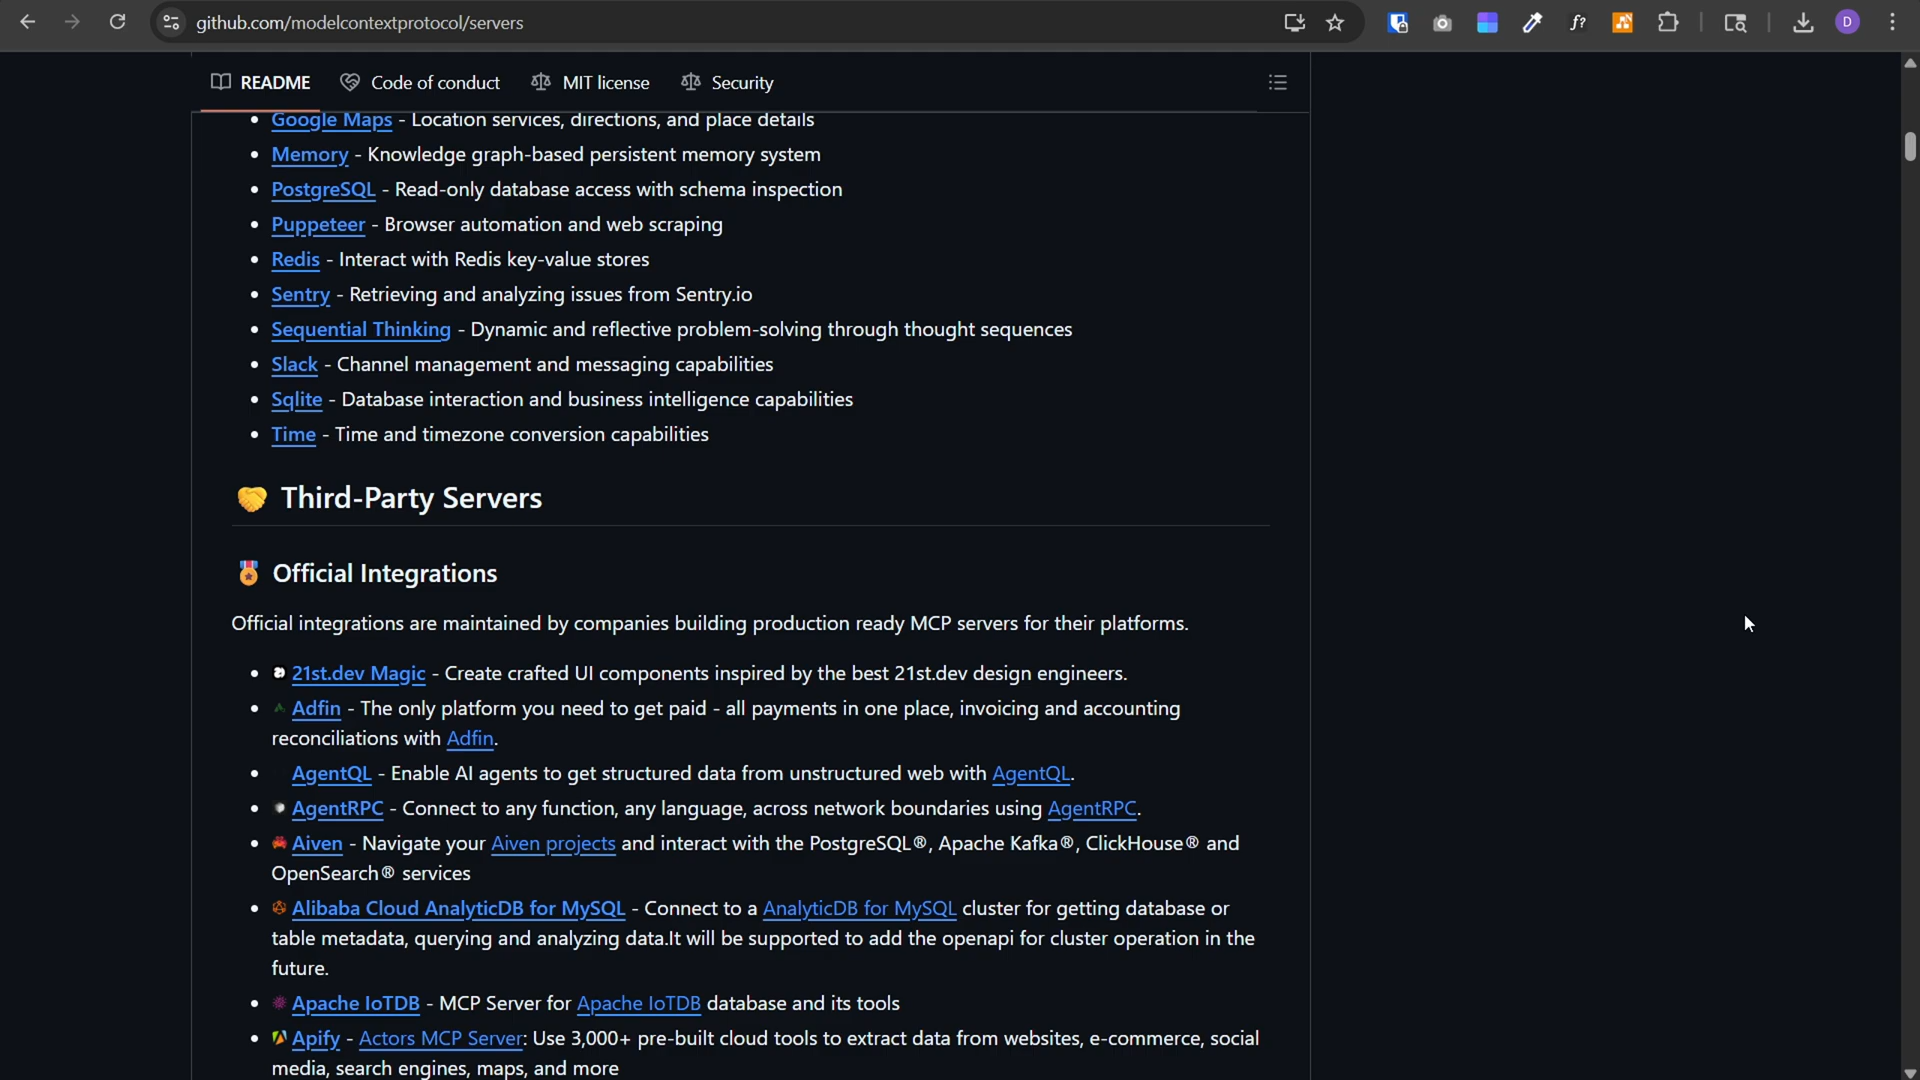 github.com/modelcontextprotocol/servers
D
README Code of conduct MIT license Security
Google Maps - Location services, directions, and place details
Memory - Knowledge graph-based persistent memory system
PostgreSQL - Read-only database access with schema inspection
Puppeteer - Browser automation and web scraping
Redis - Interact with Redis key-value stores
Sentry - Retrieving and analyzing issues from Sentry.io
Sequential Thinking - Dynamic and reflective problem-solving through thought sequences
Slack - Channel management and messaging capabilities
Sqlite - Database interaction and business intelligence capabilities
Time - Time and timezone conversion capabilities
Third-Party Servers
Official Integrations
Official integrations are maintained by companies building production ready MCP servers for their platforms.
21st.dev Magic - Create crafted UI components inspired by the best 21st.dev design engineers.
Adfin - The only platform you need to get paid - all payments in one place, invoicing and accounting
reconciliations with Adfin.
AgentQL - Enable AI agents to get structured data from unstructured web with AgentQL.
AgentRPC - Connect to any function, any language, across network boundaries using AgentRPC.
Aiven - Navigate your Aiven projects and interact with the PostgreSQL®, Apache Kafka®, ClickHouse® and
OpenSearch® services
Alibaba Cloud AnalyticDB for MySQL - Connect to a AnalyticDB for MySQL cluster for getting database or
table metadata, querying and analyzing data.It will be supported to add the openapi for cluster operation in the
future.
Apache IoTDB - MCP Server for Apache IoTDB database and its tools
Apify - Actors MCP Server: Use 3,000+ pre-built cloud tools to extract data from websites, e-commerce, social
media, search engines, maps, and more